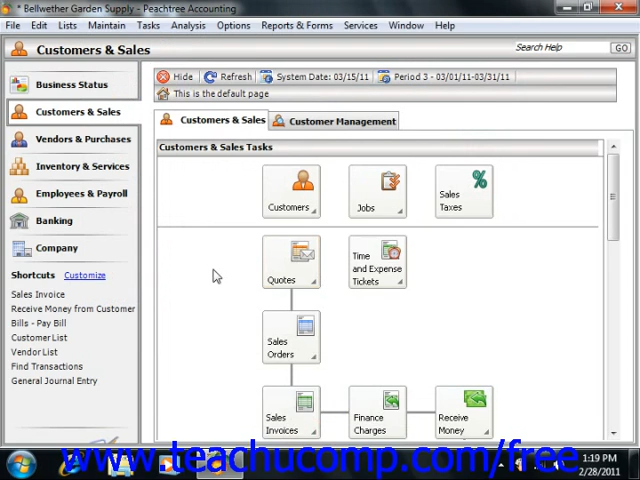 * Bellwether Garden Supply - Peachtree Accounting
File Edit Lists Maintain Tasks Analysis Options Reports & Forms Services Window Help
Customers & Sales
Search Help GO
Business Status
Customers & Sales
Vendors & Purchases
Inventory & Services
Employees & Payroll
Banking
Company
Shortcuts Customize
Sales Invoice
Receive Money from Customer
Bills - Pay Bill
Customer List
Vendor List
Find Transactions
General Journal Entry
Hide Refresh System Date: 03/15/11 Period 3 - 03/01/11-03/31/11
This is the default page
Customers & Sales Customer Management
Customers & Sales Tasks
Customers
Jobs
Sales
Taxes
Quotes
Time
and Expense
Tickets
Sales
Orders
Sales
Invoices
Finance
Charges
Receive
Money
www.teachucomp.com/free
1:19 PM
2/28/2011